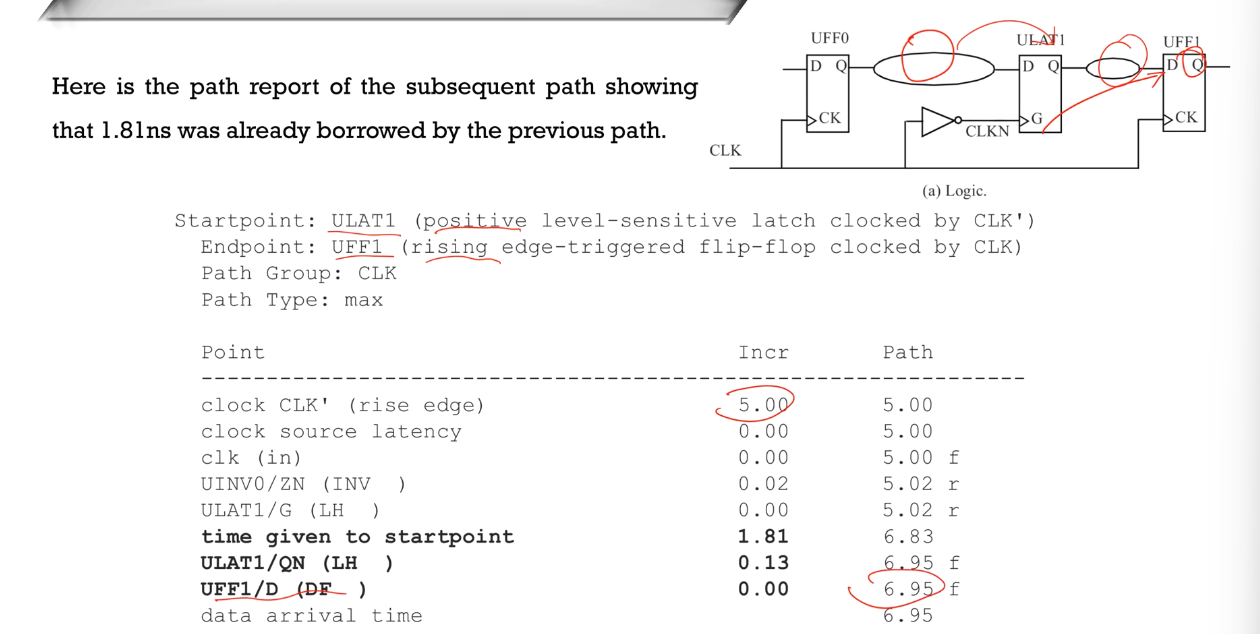 Here is the path report of the subsequent path showing
that 1.81ns was already borrowed by the previous path.
UFF0 ULAT1 UFF1
D Q D Q D Q
CK G CK
CLKN
CLK
(a) Logic.
Startpoint: ULAT1 (positive level-sensitive latch clocked by CLK')
Endpoint: UFF1 (rising edge-triggered flip-flop clocked by CLK)
Path Group: CLK
Path Type: max
Point Incr Path
---------------------------------------------------------------
clock CLK' (rise edge) 5.00 5.00
clock source latency 0.00 5.00
clk (in) 0.00 5.00 f
UINV0/ZN (INV ) 0.02 5.02 r
ULAT1/G (LH ) 0.00 5.02 r
time given to startpoint 1.81 6.83
ULAT1/QN (LH ) 0.13 6.95 f
UFF1/D (DF ) 0.00 6.95 f
data arrival time 6.95